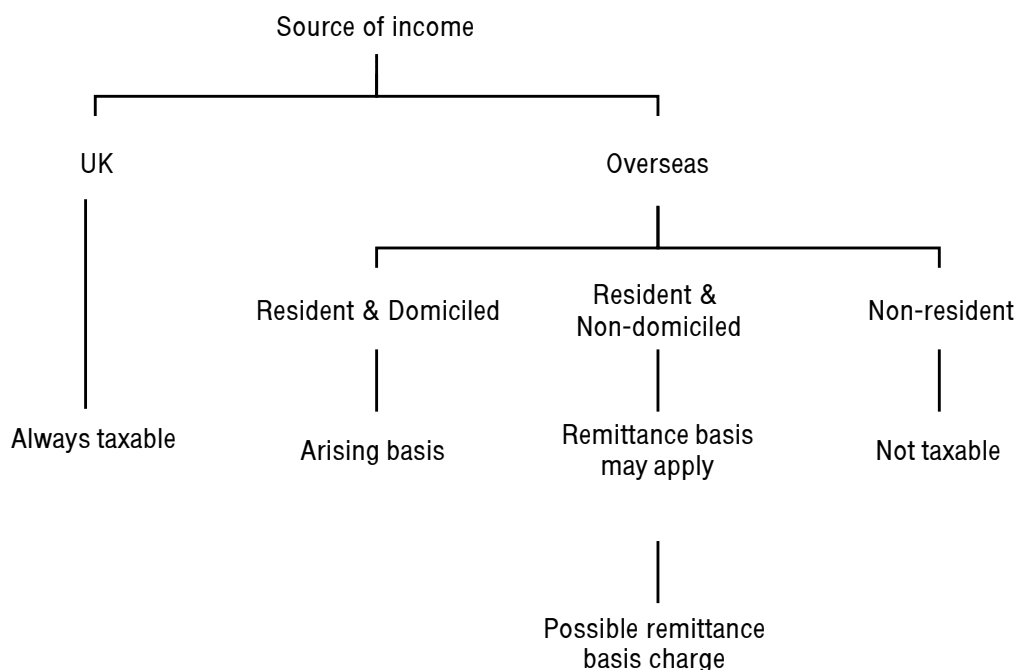 Source of income
UK
Overseas
Resident & Domiciled
Resident &
Non-domiciled
Non-resident
Always taxable
Arising basis
Remittance basis
may apply
Not taxable
Possible remittance
basis charge